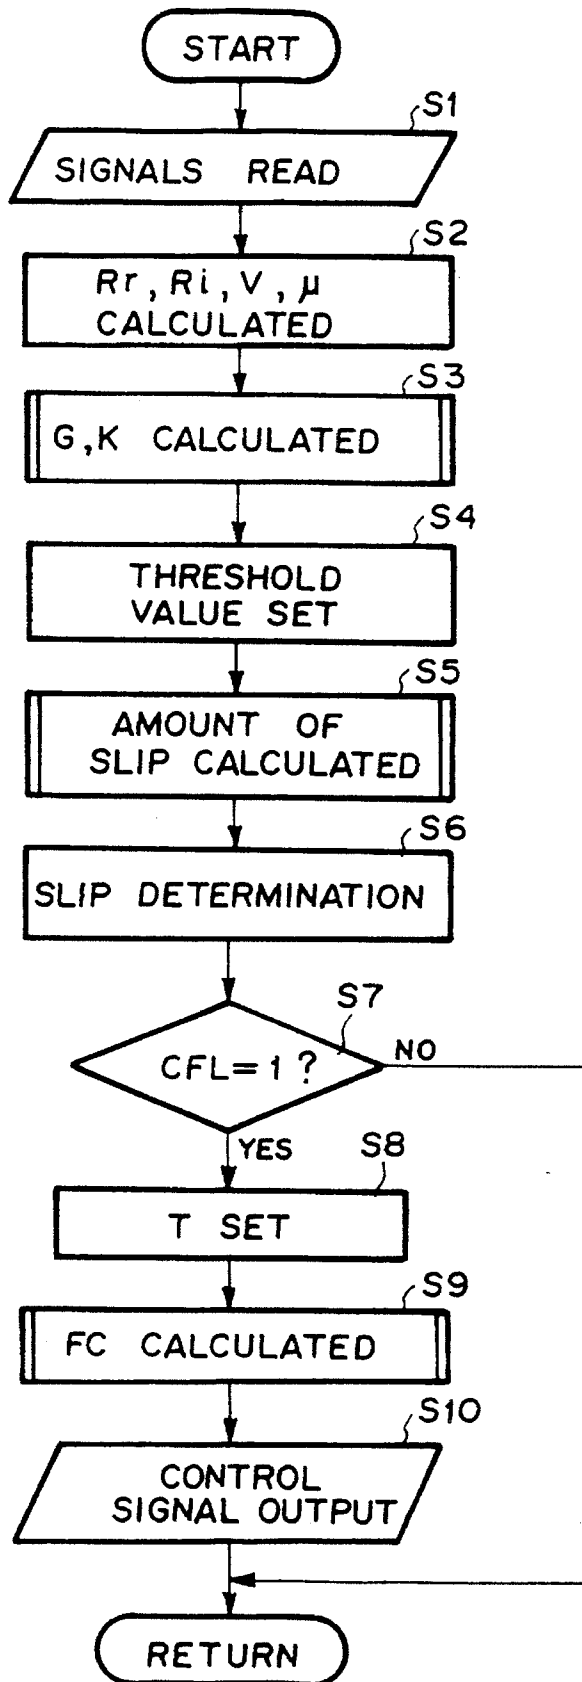 START
S1
SIGNALS READ
S2
Rr, Ri, V, μ
CALCULATED
S3
G, K CALCULATED
S4
THRESHOLD
VALUE SET
S5
AMOUNT OF
SLIP CALCULATED
S6
SLIP DETERMINATION
S7
CFL=1?
NO
YES
S8
T SET
S9
FC CALCULATED
S10
CONTROL
SIGNAL OUTPUT
RETURN